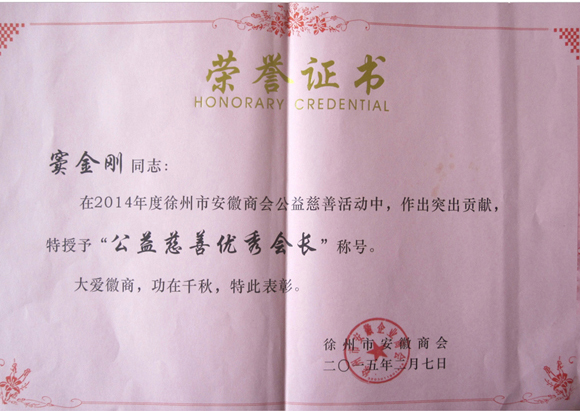 荣誉证书
HONORARY CREDENTIAL
窦金刚同志：
在2014年度徐州市安徽商会公益慈善活动中，作出突出贡献，
特授予“公益慈善优秀会长”称号。
大爱徽商，功在千秋，特此表彰。
徐州市安徽商会
二〇一五年二月七日